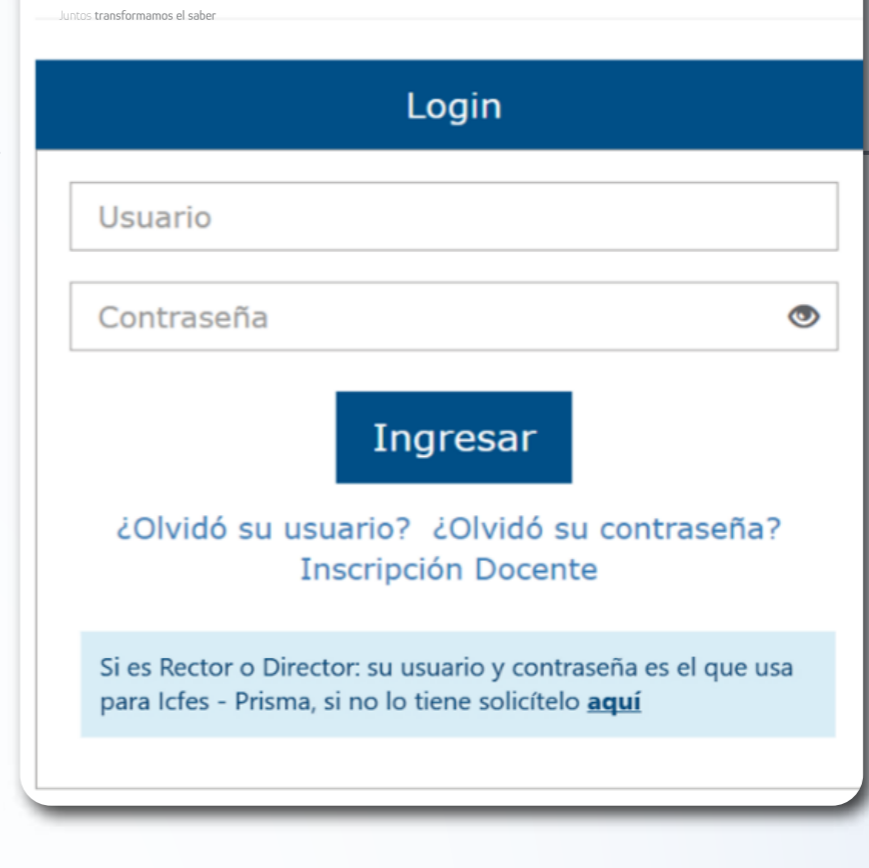 Juntos transformamos el saber
Login
Usuario
Contraseña
Ingresar
¿Olvidó su usuario? ¿Olvidó su contraseña?
Inscripción Docente
Si es Rector o Director: su usuario y contraseña es el que usa
para Icfes - Prisma, si no lo tiene solicítelo aquí